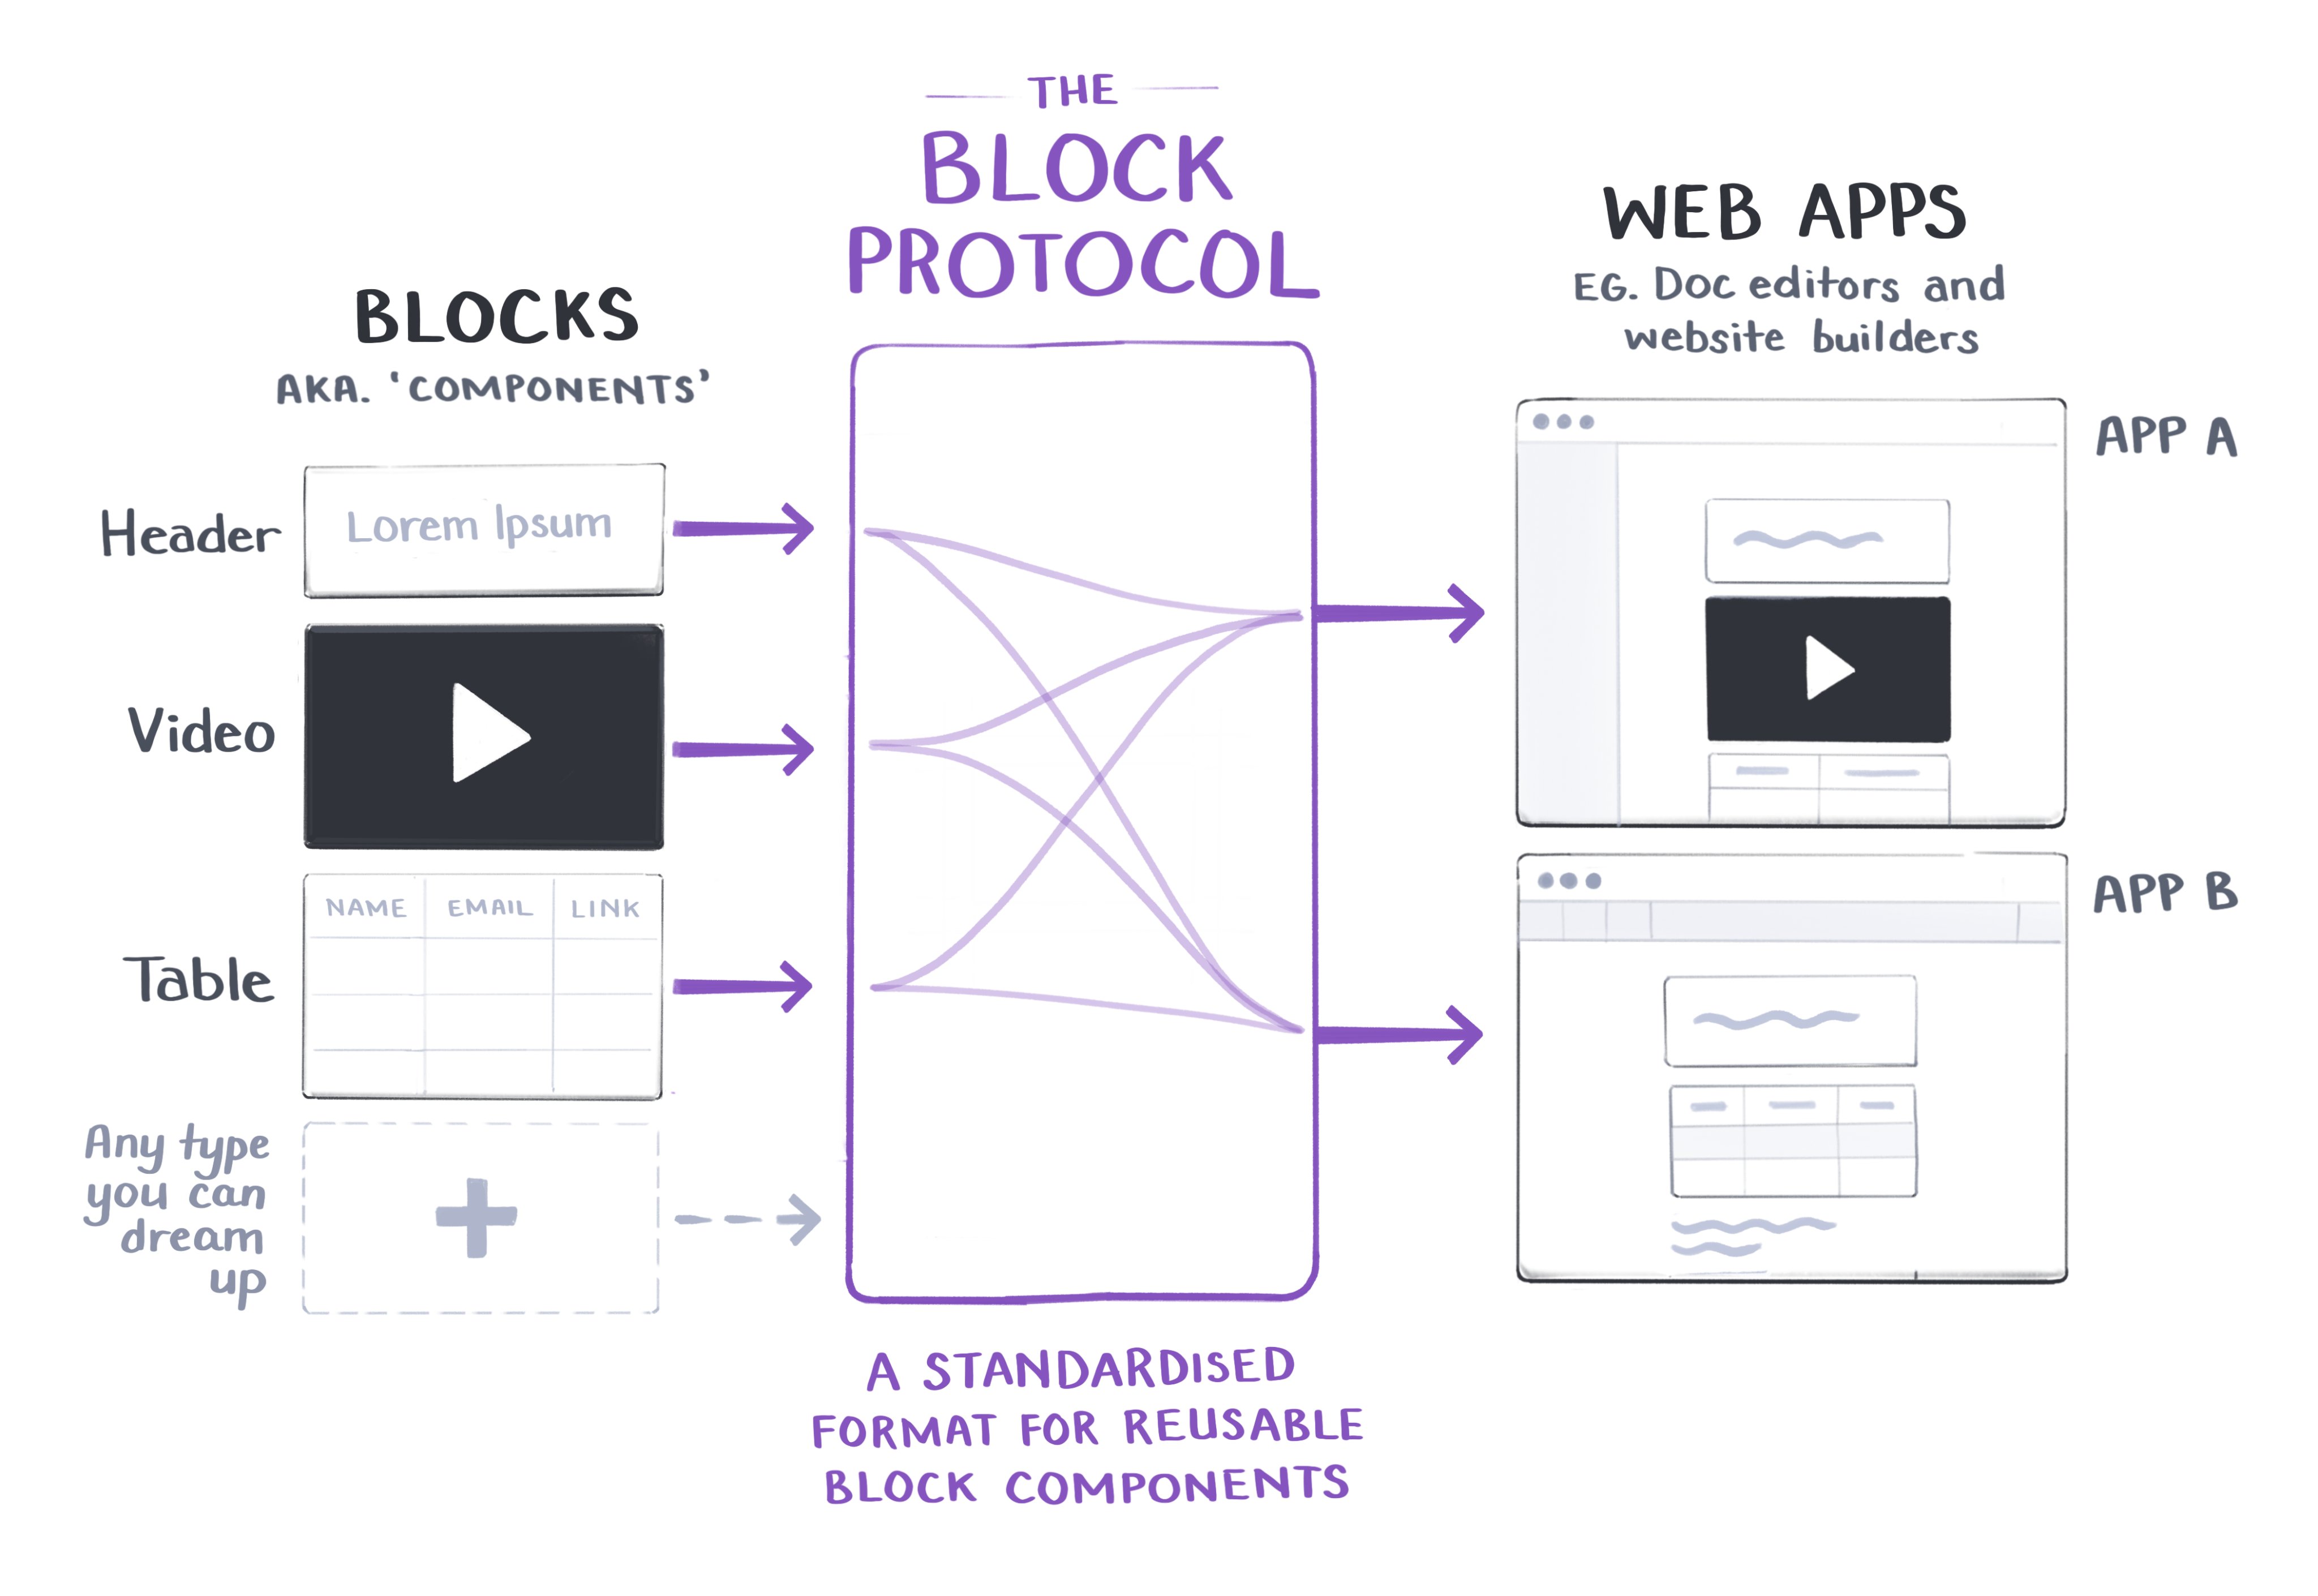 THE
BLOCK
PROTOCOL
BLOCKS
AKA. ‘COMPONENTS’
Header
Lorem Ipsum
Video
Table
NAME EMAIL LINK
Any type
you can
dream
up
A STANDARDISED
FORMAT FOR REUSABLE
BLOCK COMPONENTS
WEB APPS
EG. Doc editors and
website builders
APP A
APP B